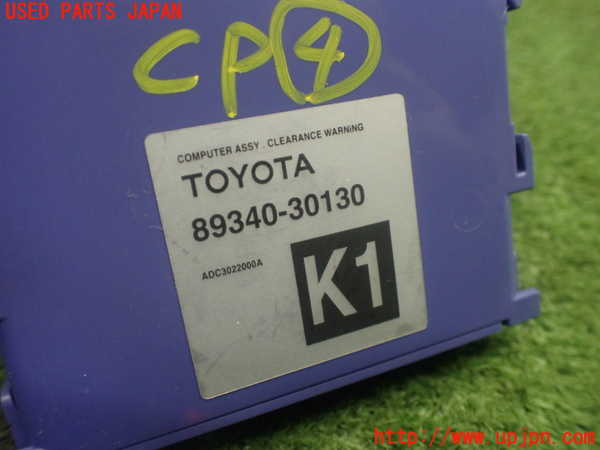 USED PARTS JAPAN
CP④
COMPUTER ASSY . CLEARANCE WARNiNG
TOYOTA
89340-30130
ADC3022000A
K1
http://www.upjpn.com/